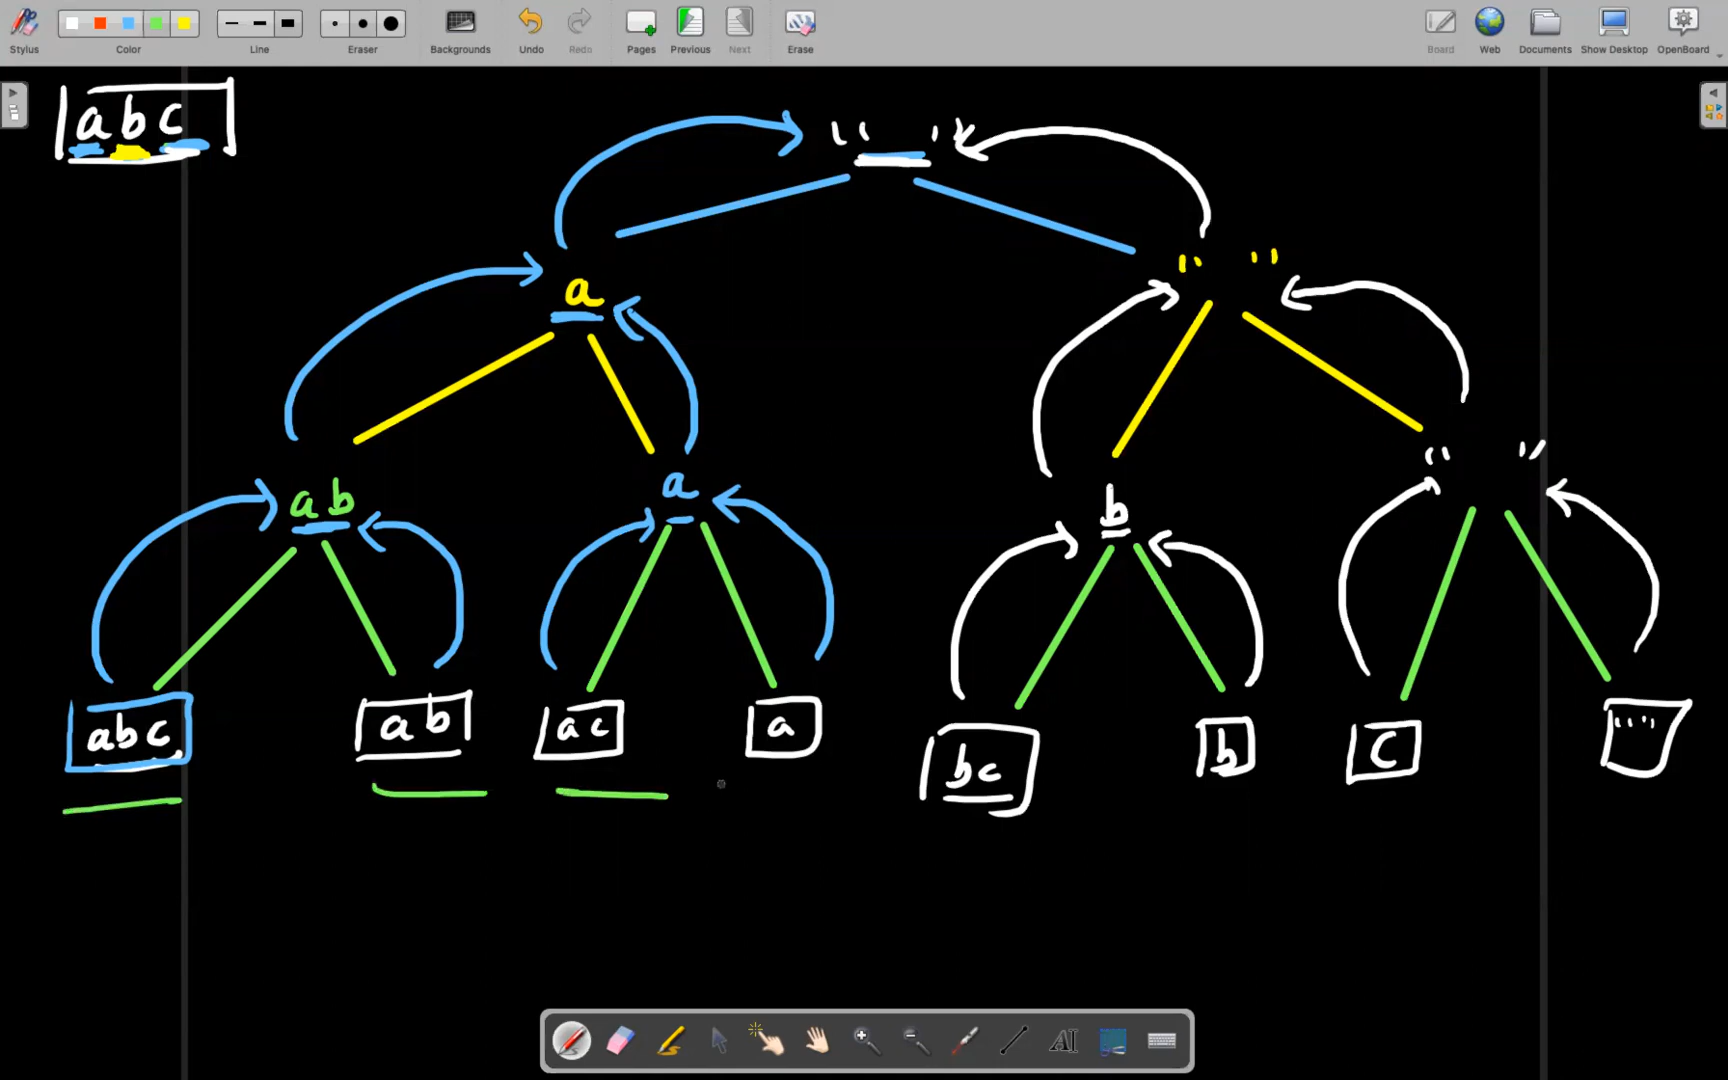 Stylus Color Line Eraser Backgrounds Undo Redo Pages Previous Next Erase Board Web Documents Show Desktop OpenBoard
abc
" "
a " "
ab a b " "
abc ab ac a bc b c ""
AI